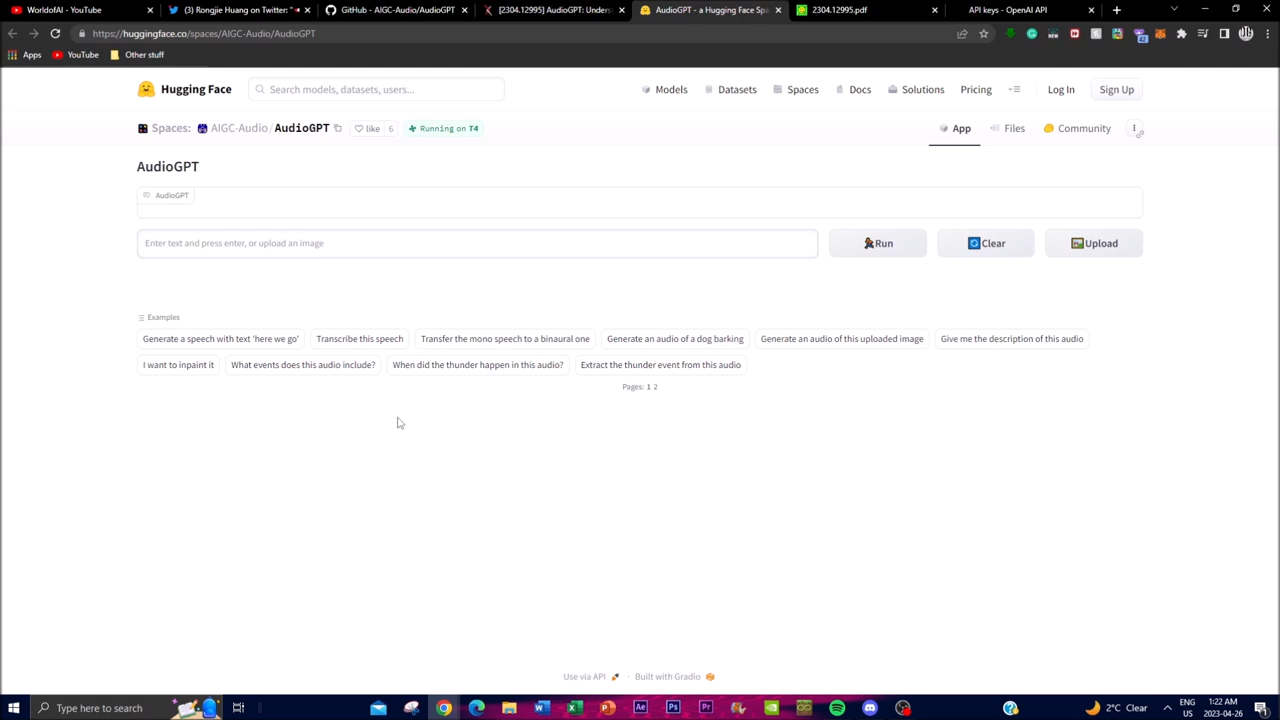 WorldofAI - YouTube
(3) Rongjie Huang on Twitter: "
GitHub - AIGC-Audio/AudioGPT
[2304.12995] AudioGPT: Unders
AudioGPT - a Hugging Face Spa
2304.12995.pdf
API keys - OpenAI API
https://huggingface.co/spaces/AIGC-Audio/AudioGPT
Apps
YouTube
Other stuff
Hugging Face
Search models, datasets, users...
Models
Datasets
Spaces
Docs
Solutions
Pricing
Log In
Sign Up
Spaces:
AIGC-Audio/AudioGPT
like 6
Running on T4
App
Files
Community
AudioGPT
AudioGPT
Enter text and press enter, or upload an image
Run
Clear
Upload
Examples
Generate a speech with text 'here we go'
Transcribe this speech
Transfer the mono speech to a binaural one
Generate an audio of a dog barking
Generate an audio of this uploaded image
Give me the description of this audio
I want to inpaint it
What events does this audio include?
When did the thunder happen in this audio?
Extract the thunder event from this audio
Pages: 1 2
Use via API
· Built with Gradio
Type here to search
2°C Clear
ENG
US
1:22 AM
2023-04-26